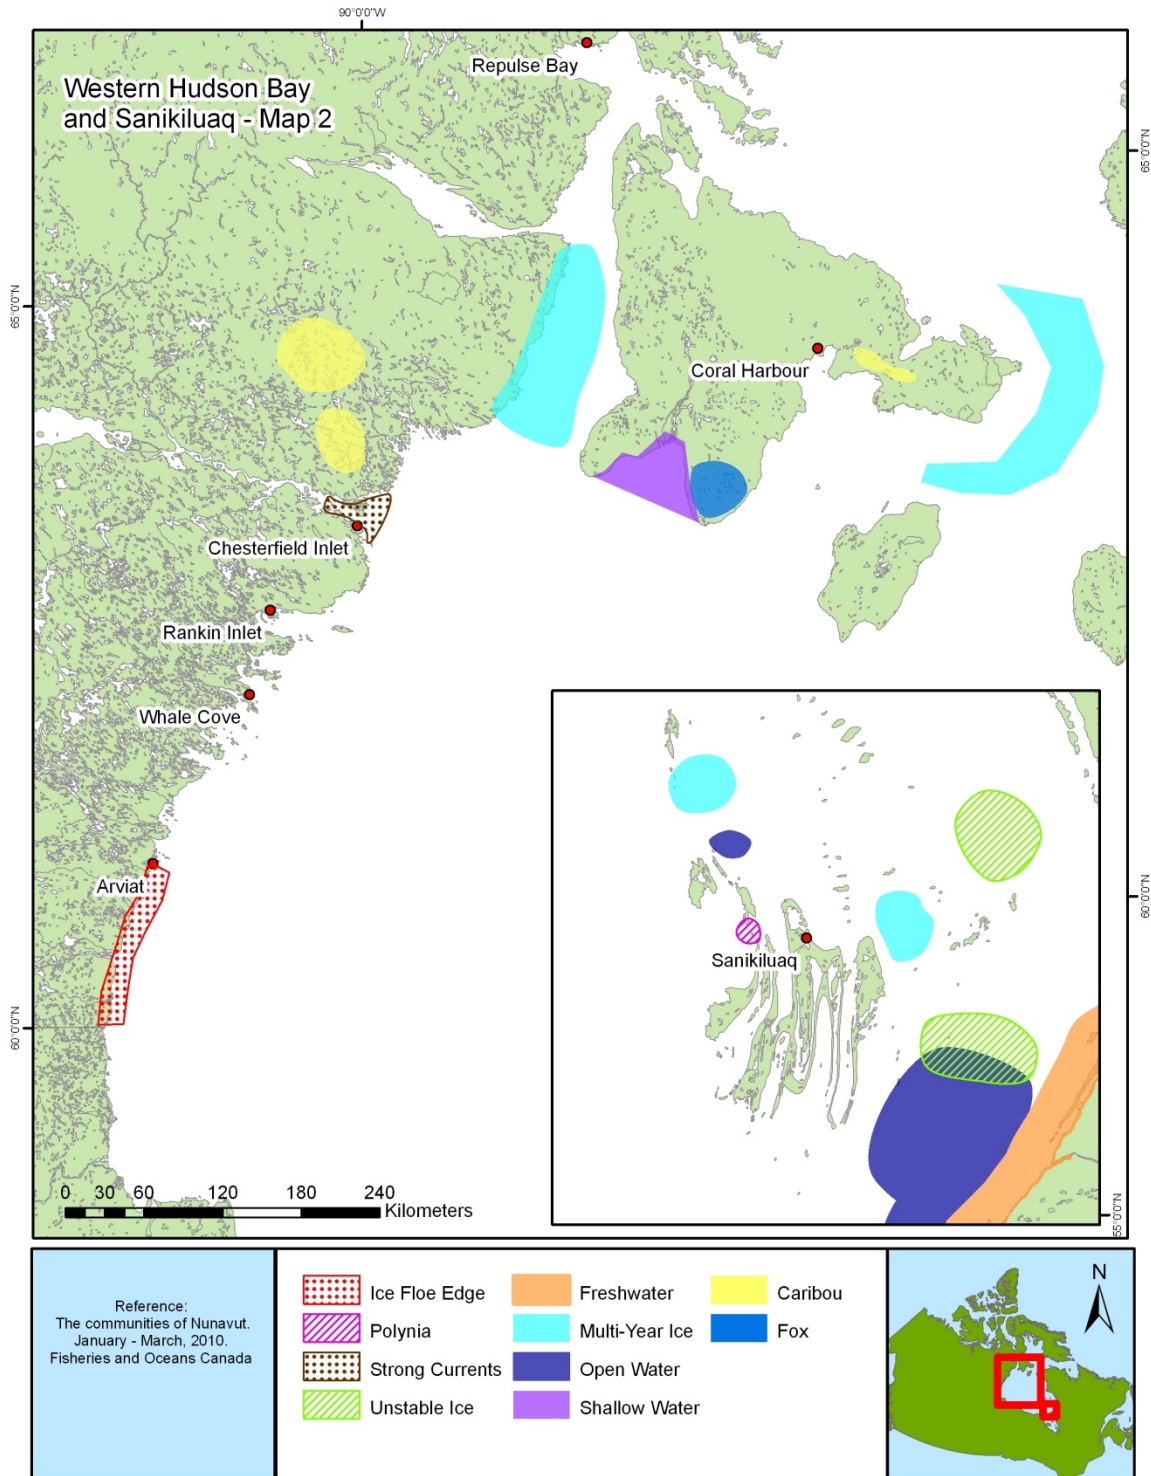 90°0'0"W
Repulse Bay
Western Hudson Bay
and Sanikiluaq - Map 2
65°0'0"N
65°0'0"N
Coral Harbour
Chesterfield Inlet
Rankin Inlet
Whale Cove
Arviat
60°0'0"N
Sanikiluaq
60°0'0"N
0 30 60 120 180 240
Kilometers
55°0'0"N
Reference:
The communities of Nunavut.
January - March, 2010.
Fisheries and Oceans Canada
Ice Floe Edge
Polynia
Strong Currents
Unstable Ice
Freshwater
Multi-Year Ice
Open Water
Shallow Water
Caribou
Fox
N